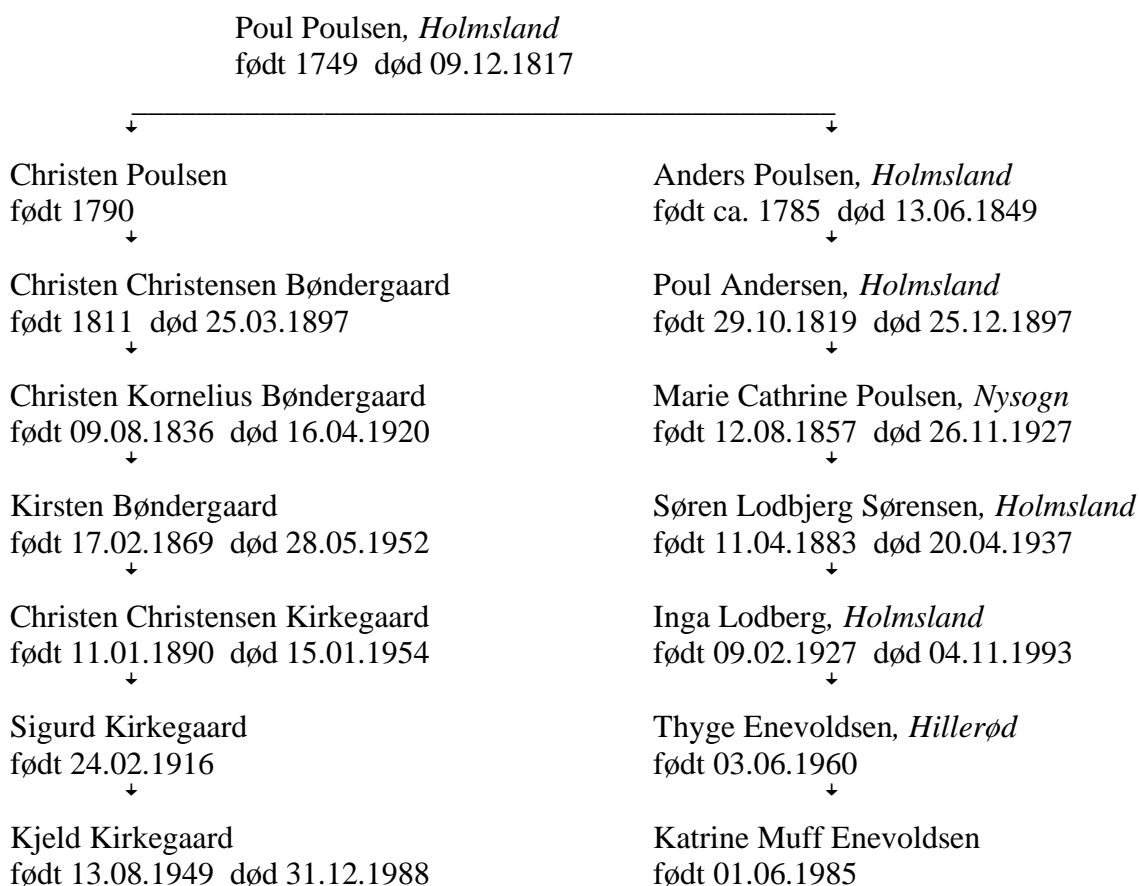 Poul Poulsen, Holmsland
født 1749 død 09.12.1817
Christen Poulsen
født 1790
Anders Poulsen, Holmsland
født ca. 1785 død 13.06.1849
Christen Christensen Bøndergaard
født 1811 død 25.03.1897
Poul Andersen, Holmsland
født 29.10.1819 død 25.12.1897
Christen Kornelius Bøndergaard
født 09.08.1836 død 16.04.1920
Marie Cathrine Poulsen, Nysogn
født 12.08.1857 død 26.11.1927
Kirsten Bøndergaard
født 17.02.1869 død 28.05.1952
Søren Lodbjerg Sørensen, Holmsland
født 11.04.1883 død 20.04.1937
Christen Christensen Kirkegaard
født 11.01.1890 død 15.01.1954
Inga Lodberg, Holmsland
født 09.02.1927 død 04.11.1993
Sigurd Kirkegaard
født 24.02.1916
Thyge Enevoldsen, Hillerød
født 03.06.1960
Kjeld Kirkegaard
født 13.08.1949 død 31.12.1988
Katrine Muff Enevoldsen
født 01.06.1985